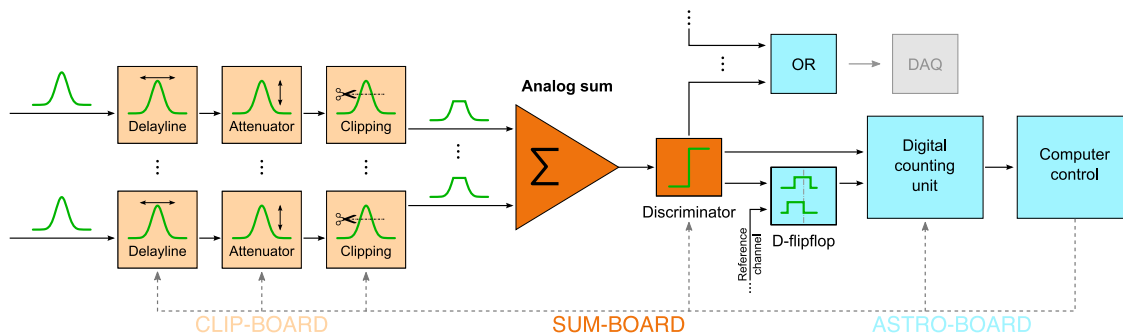 OR
DAQ
Analog sum
Delayline
Attenuator
Clipping
Σ
Digital
counting
unit
Computer
control
Delayline
Attenuator
Clipping
Discriminator
D-flipflop
Reference
channel
CLIP-BOARD
SUM-BOARD
ASTRO-BOARD